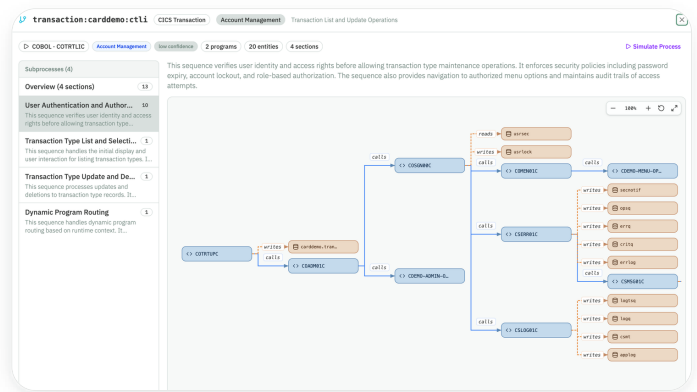 transaction:carddemo:ctli CICS Transaction Account Management Transaction List and Update Operations
COBOL - COTRTLIC Account Management low confidence 2 programs 20 entities 4 sections Simulate Process
Subprocesses (4)
Overview (4 sections) 13
User Authentication and Author... 10
This sequence verifies user identity and access
rights before allowing transaction type...
Transaction Type List and Selecti... 1
This sequence handles the initial display and
user interaction for listing transaction types. I...
Transaction Type Update and De... 1
This sequence processes updates and
deletions to transaction type records. It...
Dynamic Program Routing 1
This sequence handles dynamic program
routing based on runtime context. It...
This sequence verifies user identity and access rights before allowing transaction type maintenance operations. It enforces security policies including password
expiry, account lockout, and role-based authorization. The sequence also provides navigation to authorized menu options and maintains audit trails of access
attempts.
100%
reads usrsec
writes usrlock
calls COSGN00C calls COMEN01C calls CDEMO-MENU-OP…
writes secnotif
writes opsq
calls CSERR01C writes errq
writes critq
writes errlog
COTRTUPC writes carddemo.tran…
calls COADM01C calls CDEMO-ADMIN-O…
calls CSMSG01C
writes logtsq
writes logq
calls CSLOG01C writes csmt
writes applog